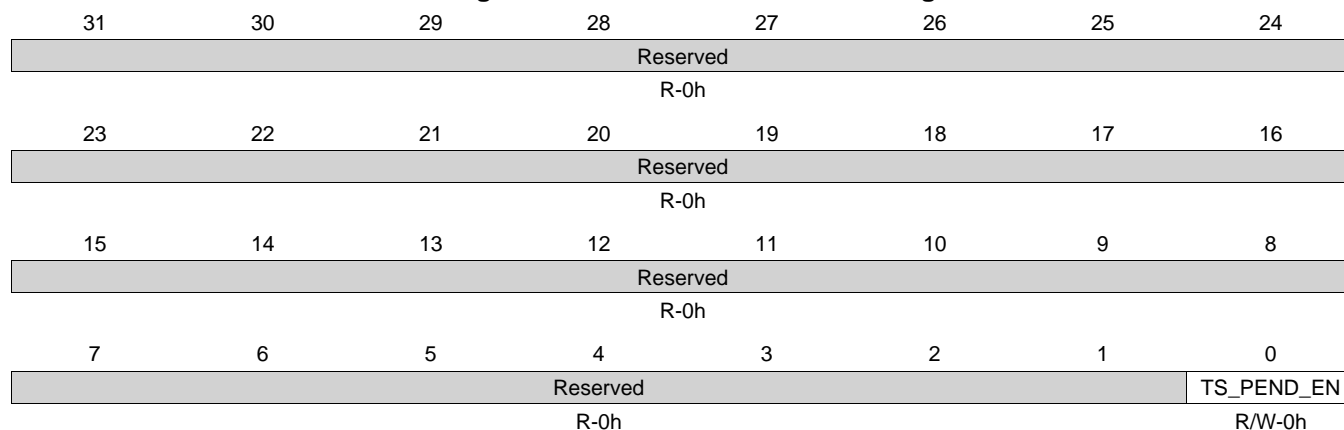 31 30 29 28 27 26 25 24
Reserved
R-0h
23 22 21 20 19 18 17 16
Reserved
R-0h
15 14 13 12 11 10 9 8
Reserved
R-0h
7 6 5 4 3 2 1 0
Reserved TS_PEND_EN
R-0h R/W-0h